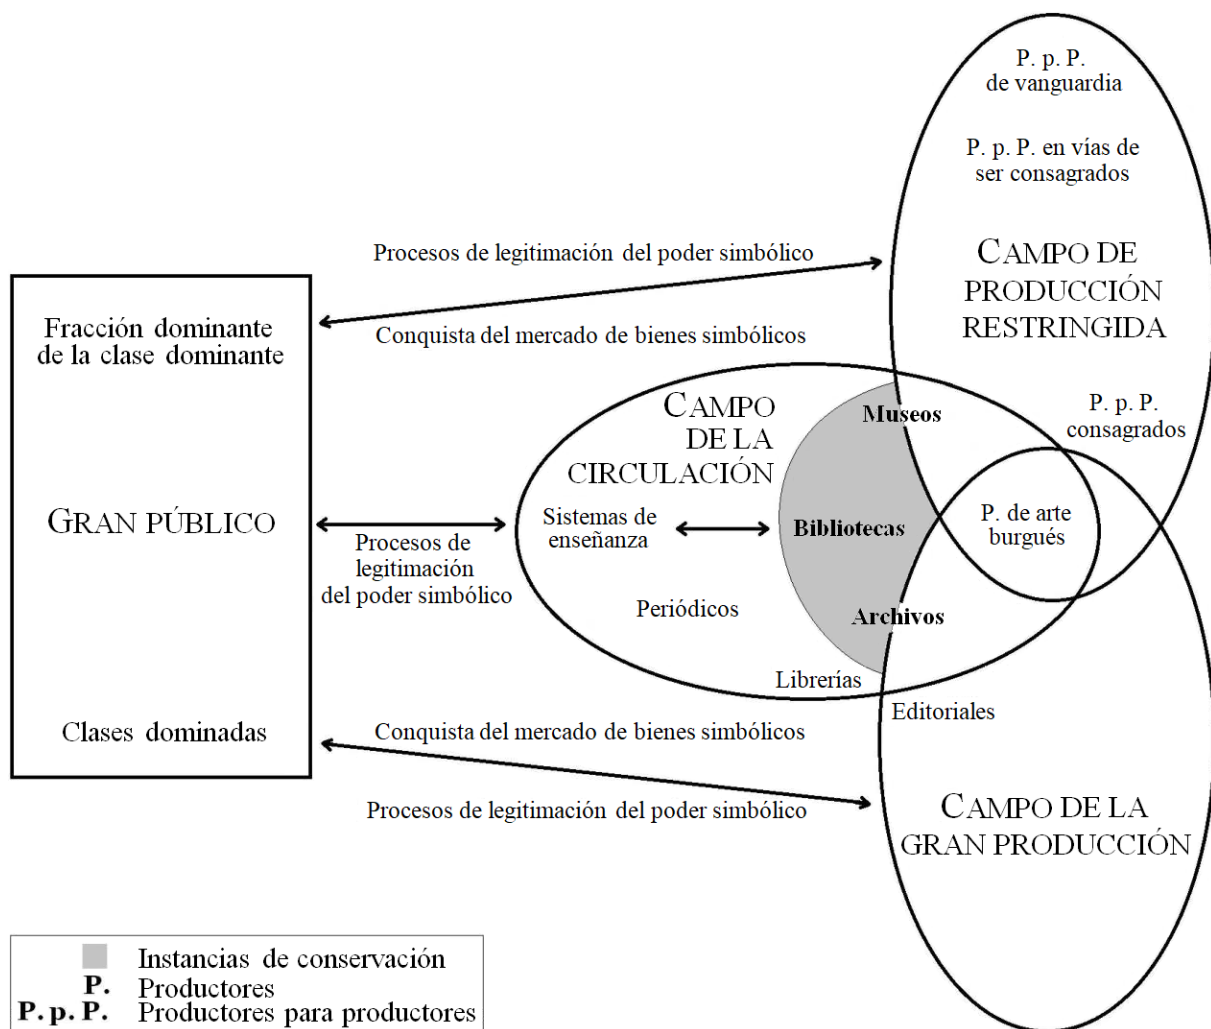 P. p. P.
de vanguardia
P. p. P. en vías de
ser consagrados
CAMPO DE
PRODUCCIÓN
RESTRINGIDA
P. p. P.
consagrados
Procesos de legitimación del poder simbólico
Conquista del mercado de bienes simbólicos
Fracción dominante
de la clase dominante
GRAN PÚBLICO
Clases dominadas
Procesos de
legitimación
del poder simbólico
CAMPO
DE LA
CIRCULACIÓN
Sistemas de
enseñanza
Periódicos
Librerías
Museos
Bibliotecas
Archivos
P. de arte
burgués
Editoriales
Conquista del mercado de bienes simbólicos
Procesos de legitimación del poder simbólico
CAMPO DE LA
GRAN PRODUCCIÓN
Instancias de conservación
P. Productores
P. p. P. Productores para productores